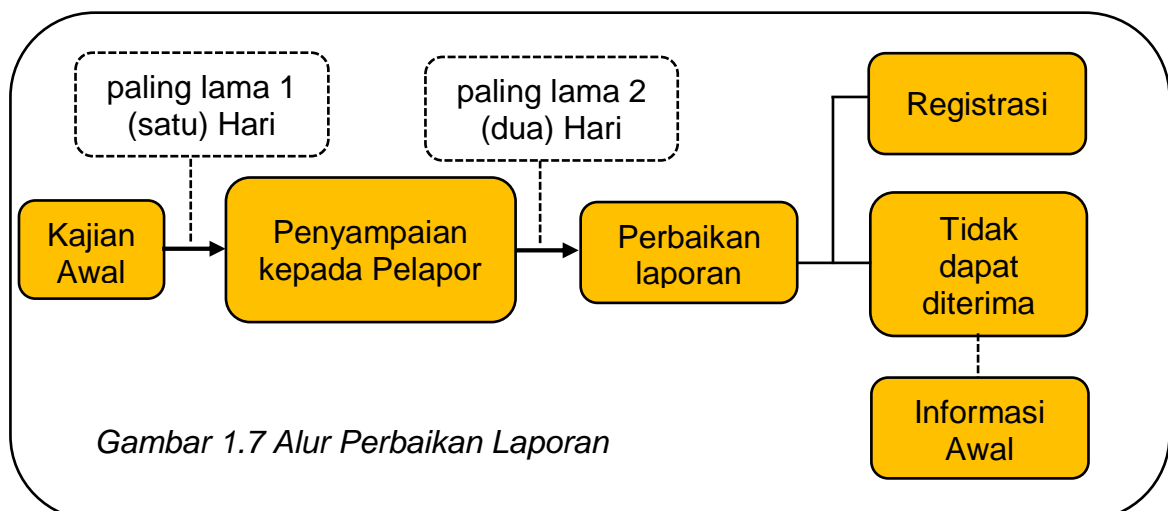 paling lama 1
(satu) Hari
paling lama 2
(dua) Hari
Registrasi
Kajian
Awal
Penyampaian
kepada Pelapor
Perbaikan
laporan
Tidak
dapat
diterima
Informasi
Awal
Gambar 1.7 Alur Perbaikan Laporan